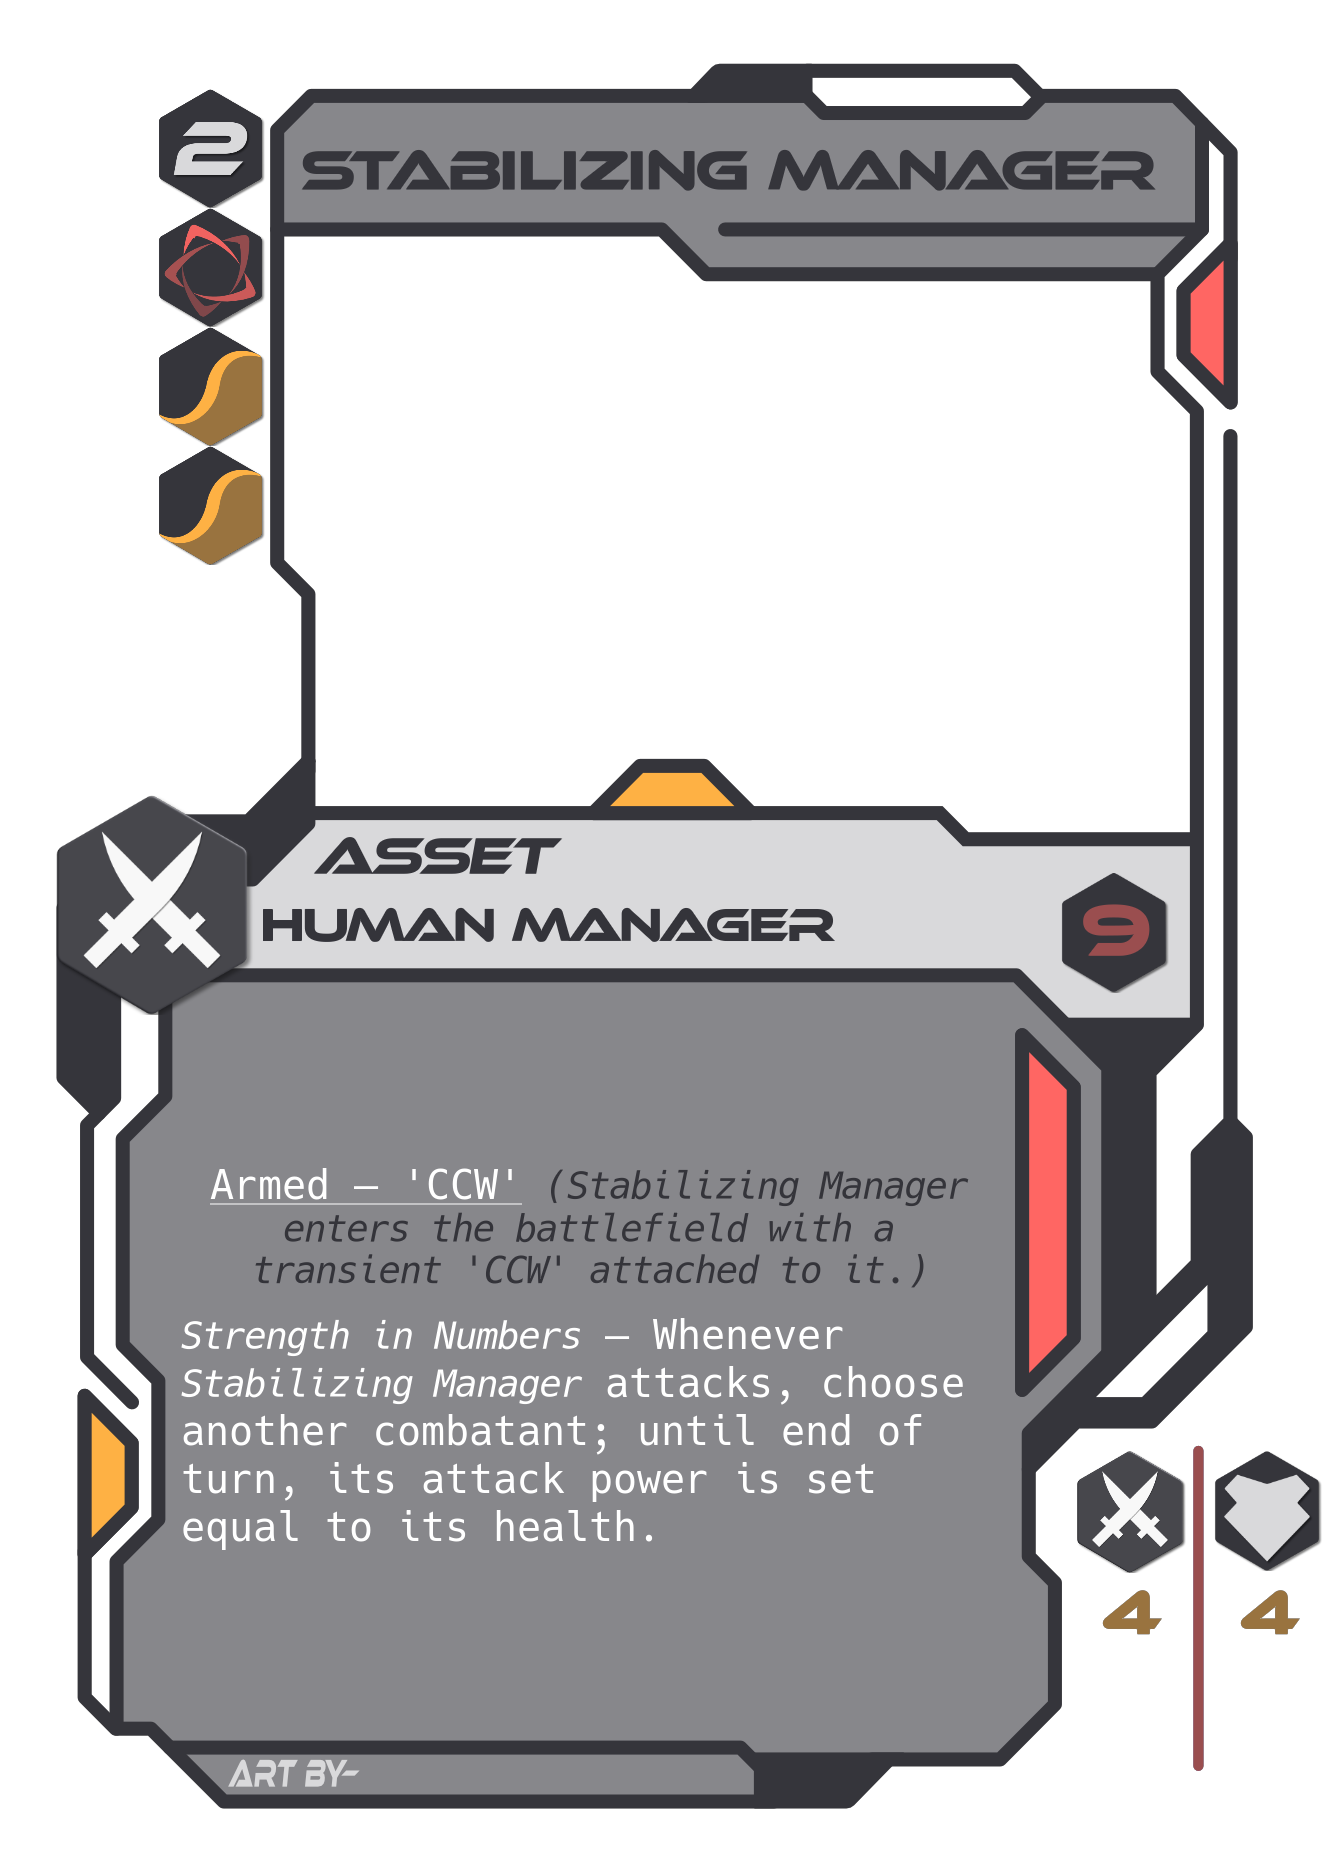 2
STABILIZING MANAGER
ASSET
HUMAN MANAGER
9
Armed — 'CCW' (Stabilizing Manager
enters the battlefield with a
transient 'CCW' attached to it.)
Strength in Numbers — Whenever
Stabilizing Manager attacks, choose
another combatant; until end of
turn, its attack power is set
equal to its health.
4 4
ART BY-